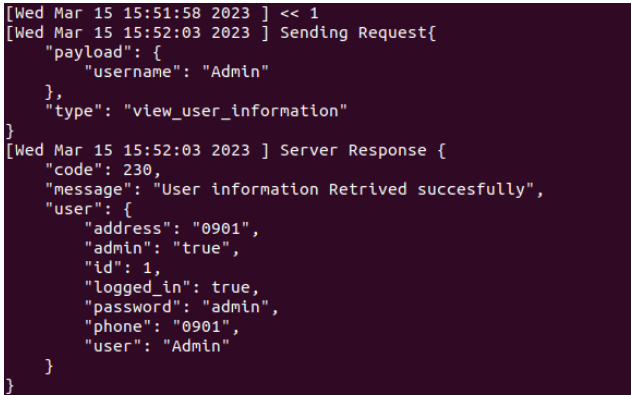 [Wed Mar 15 15:51:58 2023 ] << 1
[Wed Mar 15 15:52:03 2023 ] Sending Request{
    "payload": {
        "username": "Admin"
    },
    "type": "view_user_information"
}
[Wed Mar 15 15:52:03 2023 ] Server Response {
    "code": 230,
    "message": "User information Retrived succesfully",
    "user": {
        "address": "0901",
        "admin": "true",
        "id": 1,
        "logged_in": true,
        "password": "admin",
        "phone": "0901",
        "user": "Admin"
    }
}